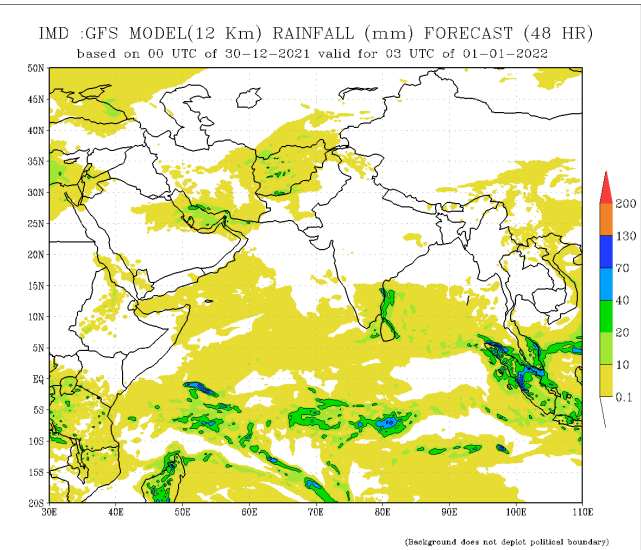 IMD :GFS MODEL(12 Km) RAINFALL (mm) FORECAST (48 HR)
based on 00 UTC of 30-12-2021 valid for 03 UTC of 01-01-2022
50N
45N
40N
35N
30N
25N
20N
15N
10N
5N
EQ
5S
10S
15S
20S
30E 40E 50E 60E 70E 80E 90E 100E 110E
200
130
70
40
20
10
0.1
(Background does not depict political boundary)